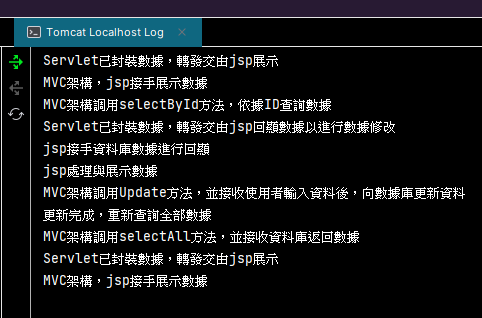 Tomcat Localhost Log
Servlet已封裝數據，轉發交由jsp展示
MVC架構，jsp接手展示數據
MVC架構調用selectById方法，依據ID查詢數據
Servlet已封裝數據，轉發交由jsp回顯數據以進行數據修改
jsp接手資料庫數據進行回顯
jsp處理與展示數據
MVC架構調用Update方法，並接收使用者輸入資料後，向數據庫更新資料
更新完成，重新查詢全部數據
MVC架構調用selectAll方法，並接收資料庫返回數據
Servlet已封裝數據，轉發交由jsp展示
MVC架構，jsp接手展示數據